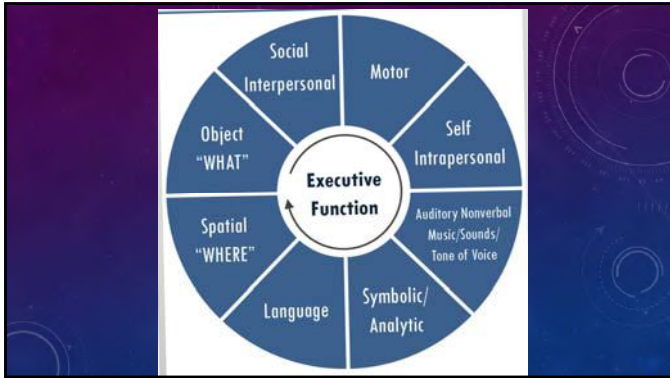 Social
Interpersonal
Motor
Self
Intrapersonal
Auditory Nonverbal
Music/Sounds/
Tone of Voice
Symbolic/
Analytic
Language
Spatial
“WHERE”
Object
“WHAT”
Executive
Function